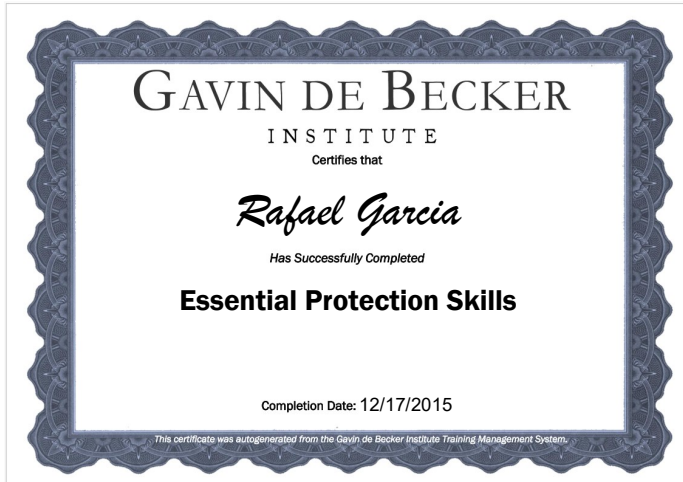 GAVIN DE BECKER
INSTITUTE
Certifies that
Rafael Garcia
Has Successfully Completed
Essential Protection Skills
Completion Date: 12/17/2015
This certificate was autogenerated from the Gavin de Becker Institute Training Management System.